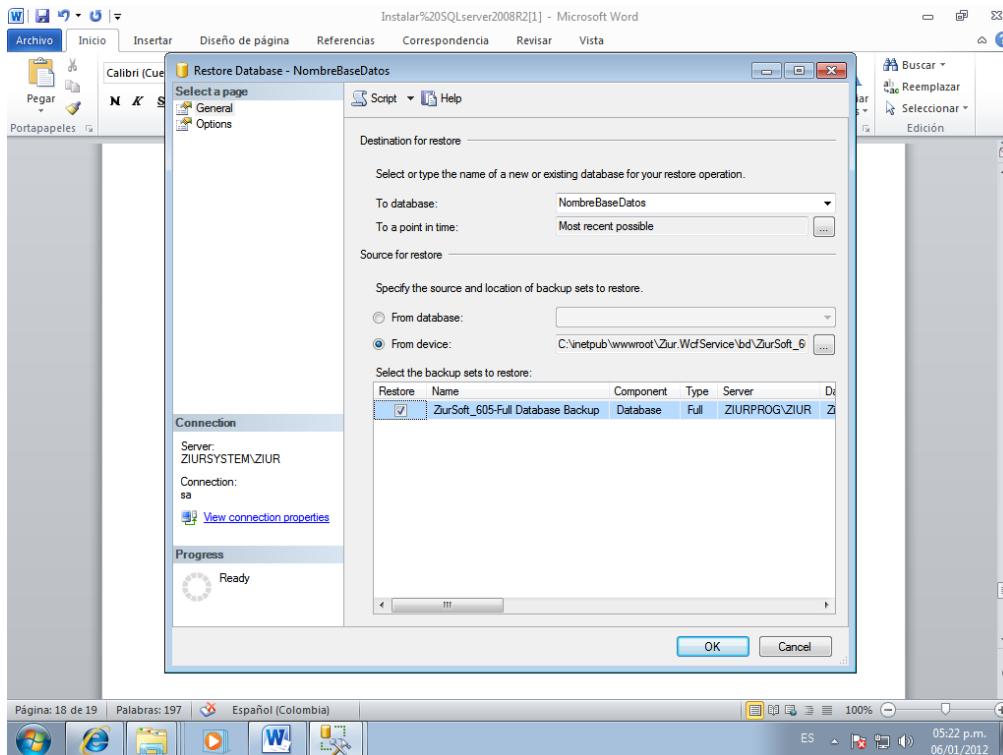 Instalar%20SQLserver2008R2[1] - Microsoft Word
Archivo Inicio Insertar Diseño de página Referencias Correspondencia Revisar Vista
Pegar
Portapapeles
Calibri (Cue
N K S
Buscar
Reemplazar
Seleccionar
Edición
Restore Database - NombreBaseDatos
Select a page
General
Options
Script Help
Destination for restore
Select or type the name of a new or existing database for your restore operation.
To database: NombreBaseDatos
To a point in time: Most recent possible ...
Source for restore
Specify the source and location of backup sets to restore.
From database:
From device: C:\inetpub\wwwroot\Ziur.WcfService\bd\ZiurSoft_6 ...
Select the backup sets to restore:
Restore Name Component Type Server
ZiurSoft_605-Full Database Backup Database Full ZIURPROG\ZIUR
Connection
Server:
ZIURSYSTEM\ZIUR
Connection:
sa
View connection properties
Progress
Ready
OK Cancel
Página: 18 de 19 Palabras: 197 Español (Colombia) 100%
ES 05:22 p.m.
06/01/2012